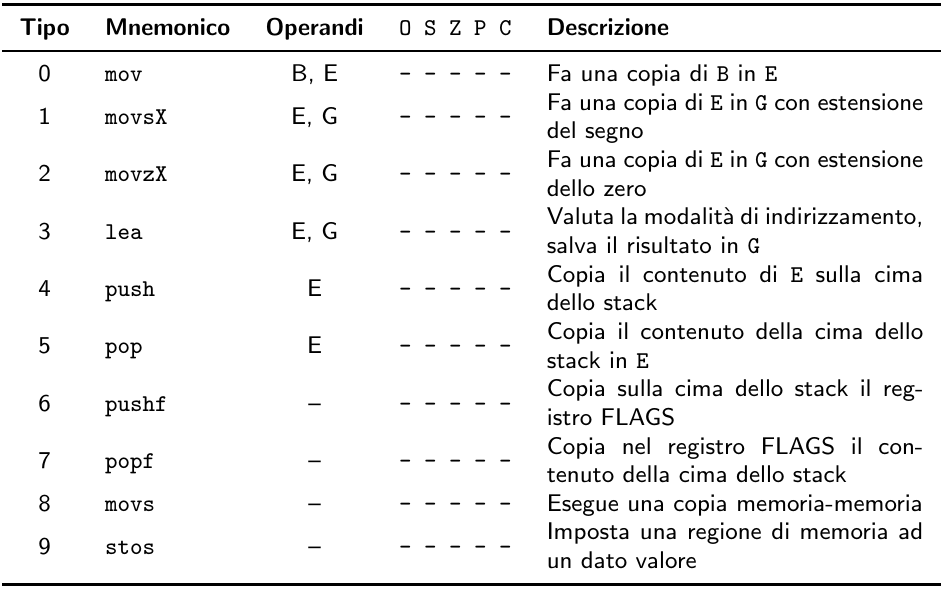 Tipo Mnemonico Operandi O S Z P C Descrizione
0 mov B, E - - - - - Fa una copia di B in E
1 movsX E, G - - - - - Fa una copia di E in G con estensione
del segno
2 movzX E, G - - - - - Fa una copia di E in G con estensione
dello zero
3 lea E, G - - - - - Valuta la modalità di indirizzamento,
salva il risultato in G
4 push E - - - - - Copia il contenuto di E sulla cima
dello stack
5 pop E - - - - - Copia il contenuto della cima dello
stack in E
6 pushf – - - - - - Copia sulla cima dello stack il reg-
istro FLAGS
7 popf – - - - - - Copia nel registro FLAGS il con-
tenuto della cima dello stack
8 movs – - - - - - Esegue una copia memoria-memoria
9 stos – - - - - - Imposta una regione di memoria ad
un dato valore